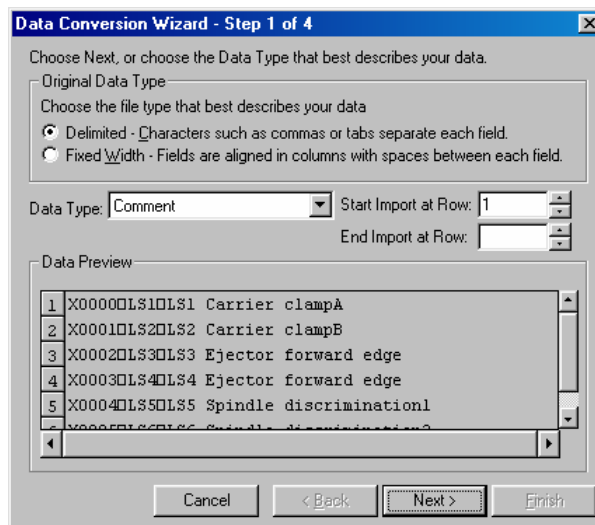 Data Conversion Wizard - Step 1 of 4
Choose Next, or choose the Data Type that best describes your data.
Original Data Type
Choose the file type that best describes your data
Delimited - Characters such as commas or tabs separate each field.
Fixed Width - Fields are aligned in columns with spaces between each field.
Data Type: Comment Start Import at Row: 1
End Import at Row:
Data Preview
1 X0000□LS1□LS1 Carrier clampA
2 X0001□LS2□LS2 Carrier clampB
3 X0002□LS3□LS3 Ejector forward edge
4 X0003□LS4□LS4 Ejector forward edge
5 X0004□LS5□LS5 Spindle discrimination1
Cancel < Back Next > Finish